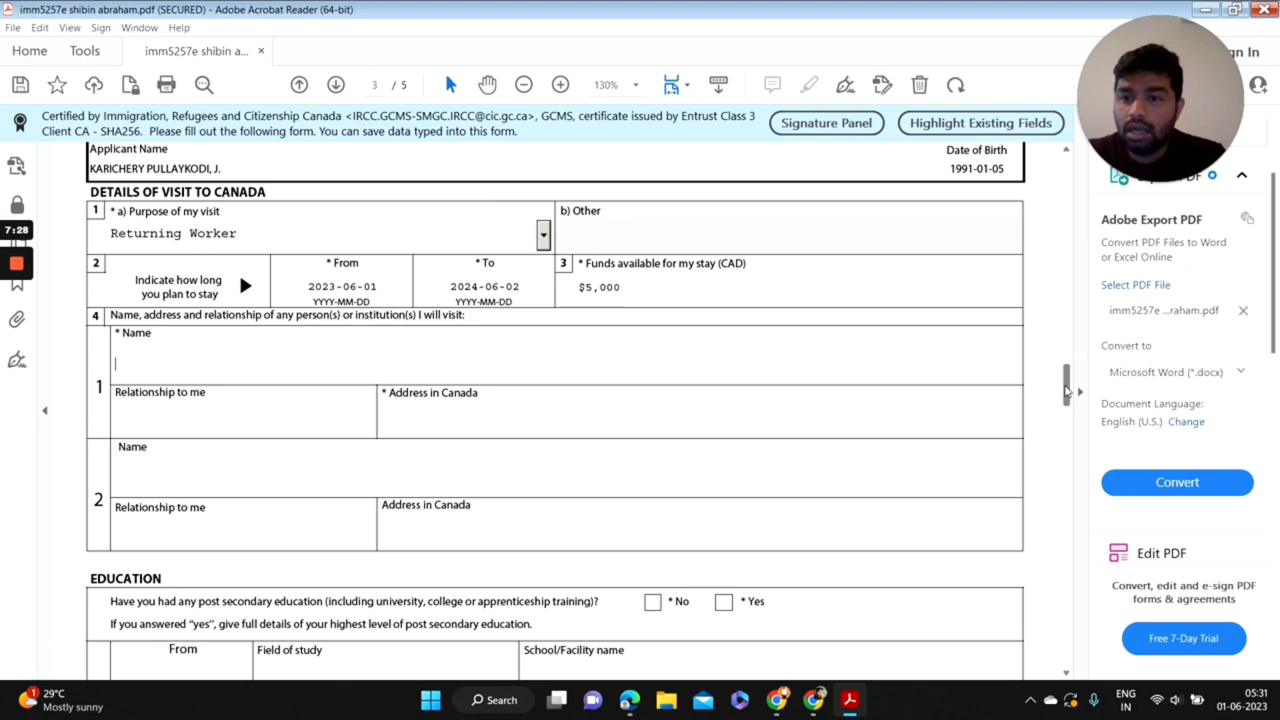 imm5257e shibin abraham.pdf (SECURED) - Adobe Acrobat Reader (64-bit)
File Edit View Sign Window Help
Home Tools imm5257e shibin a... × n In
3 / 5 130%
Certified by Immigration, Refugees and Citizenship Canada <IRCC.GCMS-SMGC.IRCC@cic.gc.ca>, GCMS, certificate issued by Entrust Class 3
Client CA - SHA256. Please fill out the following form. You can save data typed into this form.
Signature Panel Highlight Existing Fields
Applicant Name Date of Birth
KARICHERY PULLAYKODI, J. 1991-01-05
DETAILS OF VISIT TO CANADA
1 * a) Purpose of my visit b) Other
Returning Worker
2 Indicate how long you plan to stay * From * To 3 * Funds available for my stay (CAD)
2023-06-01 2024-06-02 $5,000
YYYY-MM-DD YYYY-MM-DD
4 Name, address and relationship of any person(s) or institution(s) I will visit:
* Name
1 Relationship to me * Address in Canada
Name
2 Relationship to me Address in Canada
EDUCATION
Have you had any post secondary education (including university, college or apprenticeship training)? * No * Yes
If you answered "yes", give full details of your highest level of post secondary education.
From Field of study School/Facility name
7:28
Adobe Export PDF
Convert PDF Files to Word
or Excel Online
Select PDF File
imm5257e ...raham.pdf
Convert to
Microsoft Word (*.docx)
Document Language:
English (U.S.) Change
Convert
Edit PDF
Convert, edit and e-sign PDF
forms & agreements
Free 7-Day Trial
1 29°C
Mostly sunny
Search
ENG
IN
05:31
01-06-2023